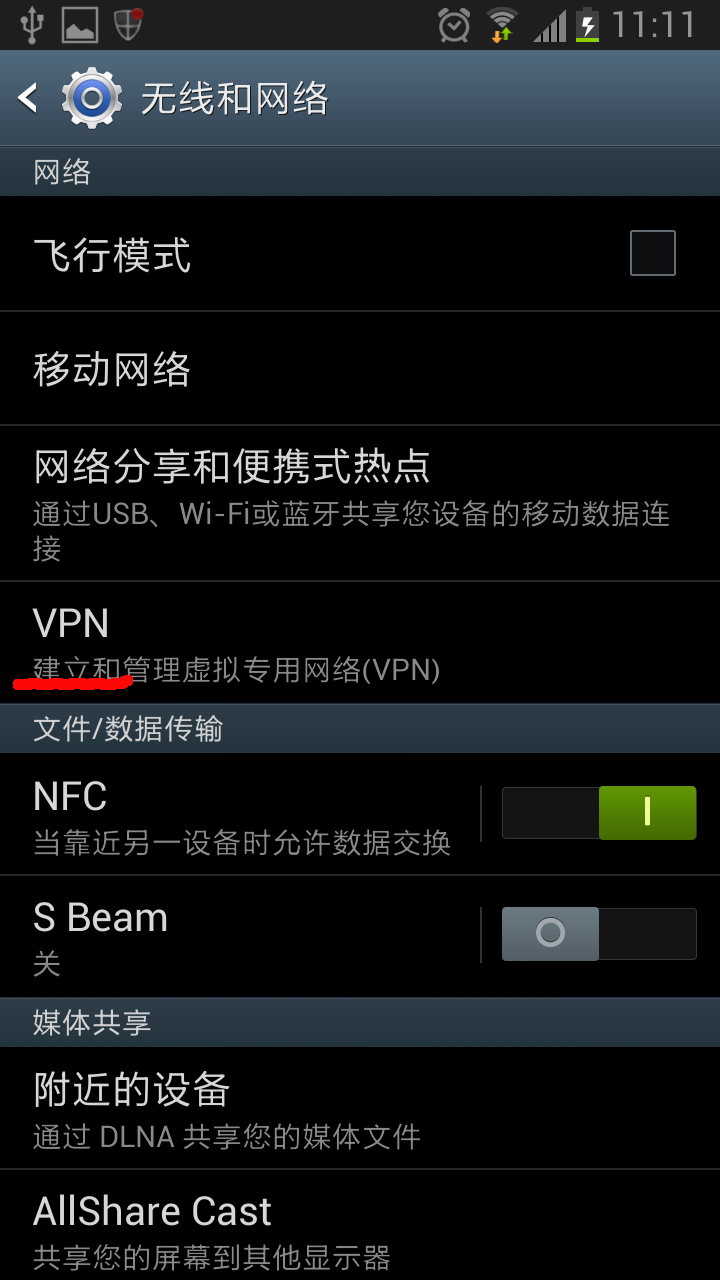 11:11
无线和网络
网络
飞行模式
移动网络
网络分享和便携式热点
通过USB、Wi-Fi或蓝牙共享您设备的移动数据连
接
VPN
建立和管理虚拟专用网络(VPN)
文件/数据传输
NFC
当靠近另一设备时允许数据交换
S Beam
关
媒体共享
附近的设备
通过 DLNA 共享您的媒体文件
AllShare Cast
共享您的屏幕到其他显示器